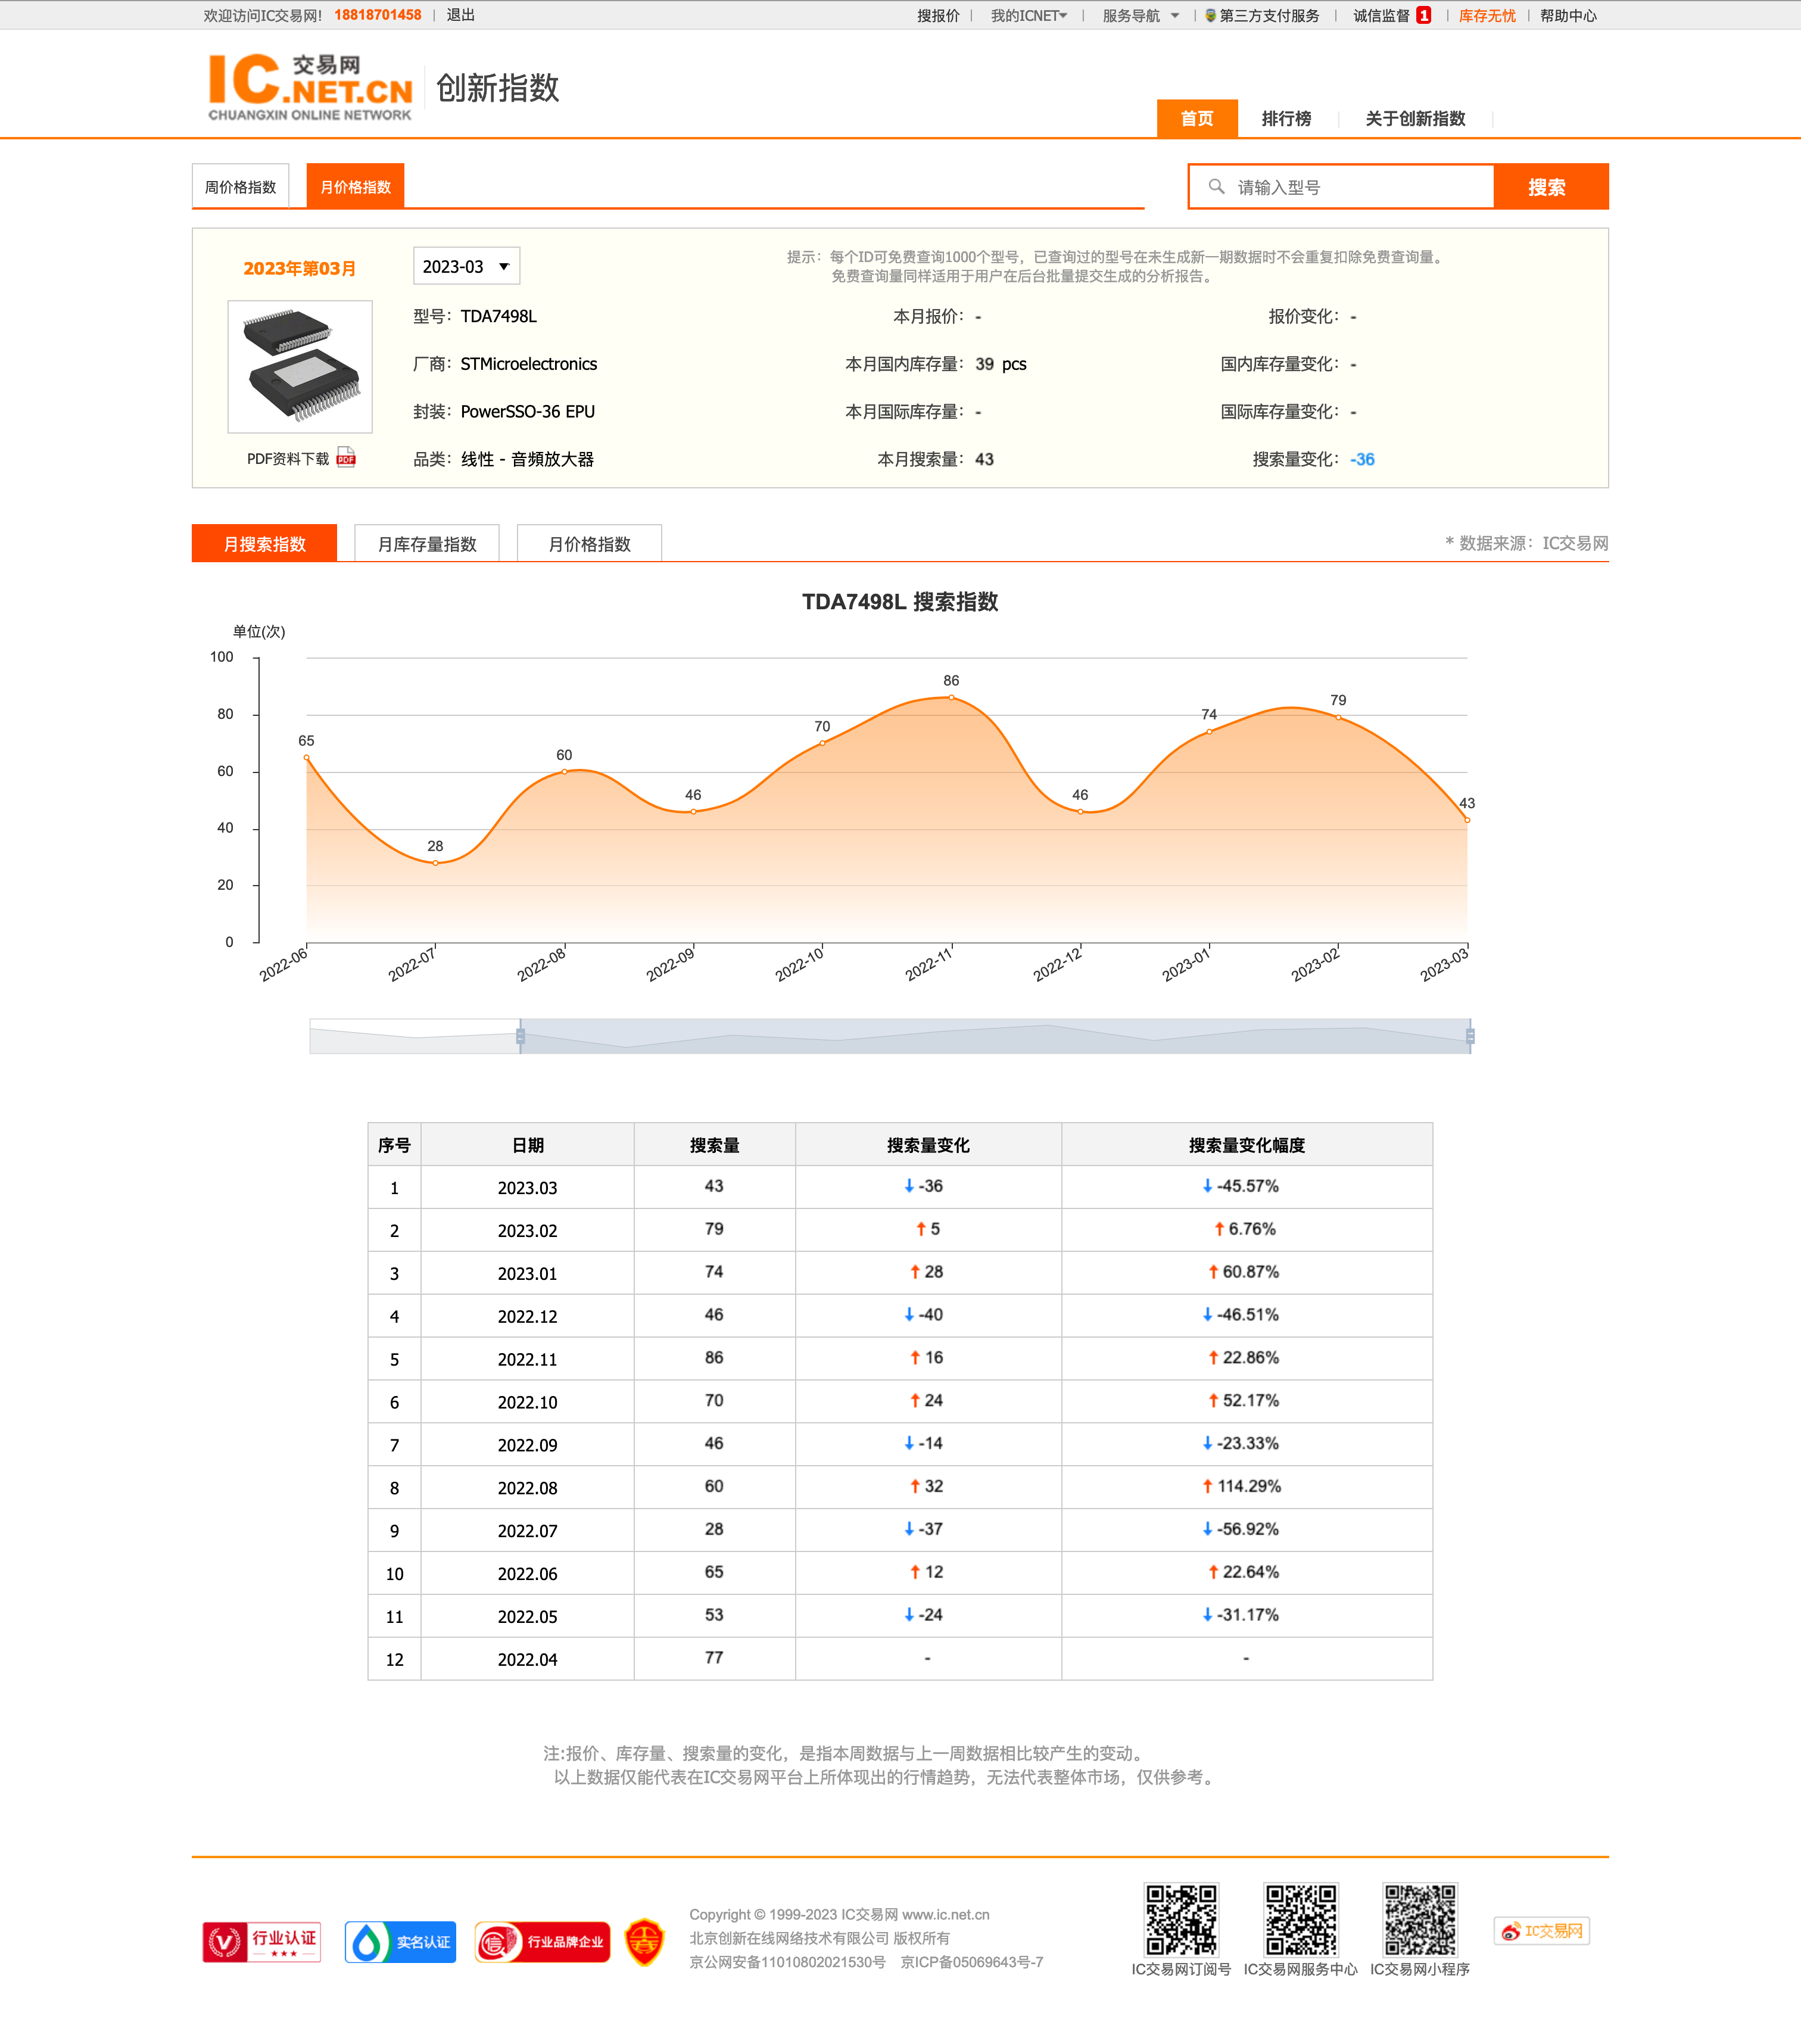 欢迎访问IC交易网! 18818701458 | 退出 搜报价 | 我的ICNET | 服务导航 | 第三方支付服务 | 诚信监督 1 | 库存无忧 | 帮助中心
IC 交易网 .NET.CN 创新指数
CHUANGXIN ONLINE NETWORK
首页 排行榜 关于创新指数
周价格指数 月价格指数 请输入型号 搜索
2023年第03月 2023-03 提示：每个ID可免费查询1000个型号，已查询过的型号在未生成新一期数据时不会重复扣除免费查询量。
免费查询量同样适用于用户在后台批量提交生成的分析报告。
型号：TDA7498L 本月报价：- 报价变化：-
厂商：STMicroelectronics 本月国内库存量：39 pcs 国内库存量变化：-
封装：PowerSSO-36 EPU 本月国际库存量：- 国际库存量变化：-
PDF资料下载 PDF 品类：线性 - 音頻放大器 本月搜索量：43 搜索量变化：-36
月搜索指数 月库存量指数 月价格指数 * 数据来源：IC交易网
TDA7498L 搜索指数
单位(次)
100
80
60
40
20
0
65 28 60 46 70 86 46 74 79 43
2022-06 2022-07 2022-08 2022-09 2022-10 2022-11 2022-12 2023-01 2023-02 2023-03
序号 日期 搜索量 搜索量变化 搜索量变化幅度
1 2023.03 43 ↓ -36 ↓ -45.57%
2 2023.02 79 ↑ 5 ↑ 6.76%
3 2023.01 74 ↑ 28 ↑ 60.87%
4 2022.12 46 ↓ -40 ↓ -46.51%
5 2022.11 86 ↑ 16 ↑ 22.86%
6 2022.10 70 ↑ 24 ↑ 52.17%
7 2022.09 46 ↓ -14 ↓ -23.33%
8 2022.08 60 ↑ 32 ↑ 114.29%
9 2022.07 28 ↓ -37 ↓ -56.92%
10 2022.06 65 ↑ 12 ↑ 22.64%
11 2022.05 53 ↓ -24 ↓ -31.17%
12 2022.04 77 - -
注:报价、库存量、搜索量的变化，是指本周数据与上一周数据相比较产生的变动。
以上数据仅能代表在IC交易网平台上所体现出的行情趋势，无法代表整体市场，仅供参考。
V 行业认证 实名认证 信 行业品牌企业
Copyright © 1999-2023 IC交易网 www.ic.net.cn
北京创新在线网络技术有限公司 版权所有
京公网安备11010802021530号 京ICP备05069643号-7
IC交易网订阅号 IC交易网服务中心 IC交易网小程序 IC交易网